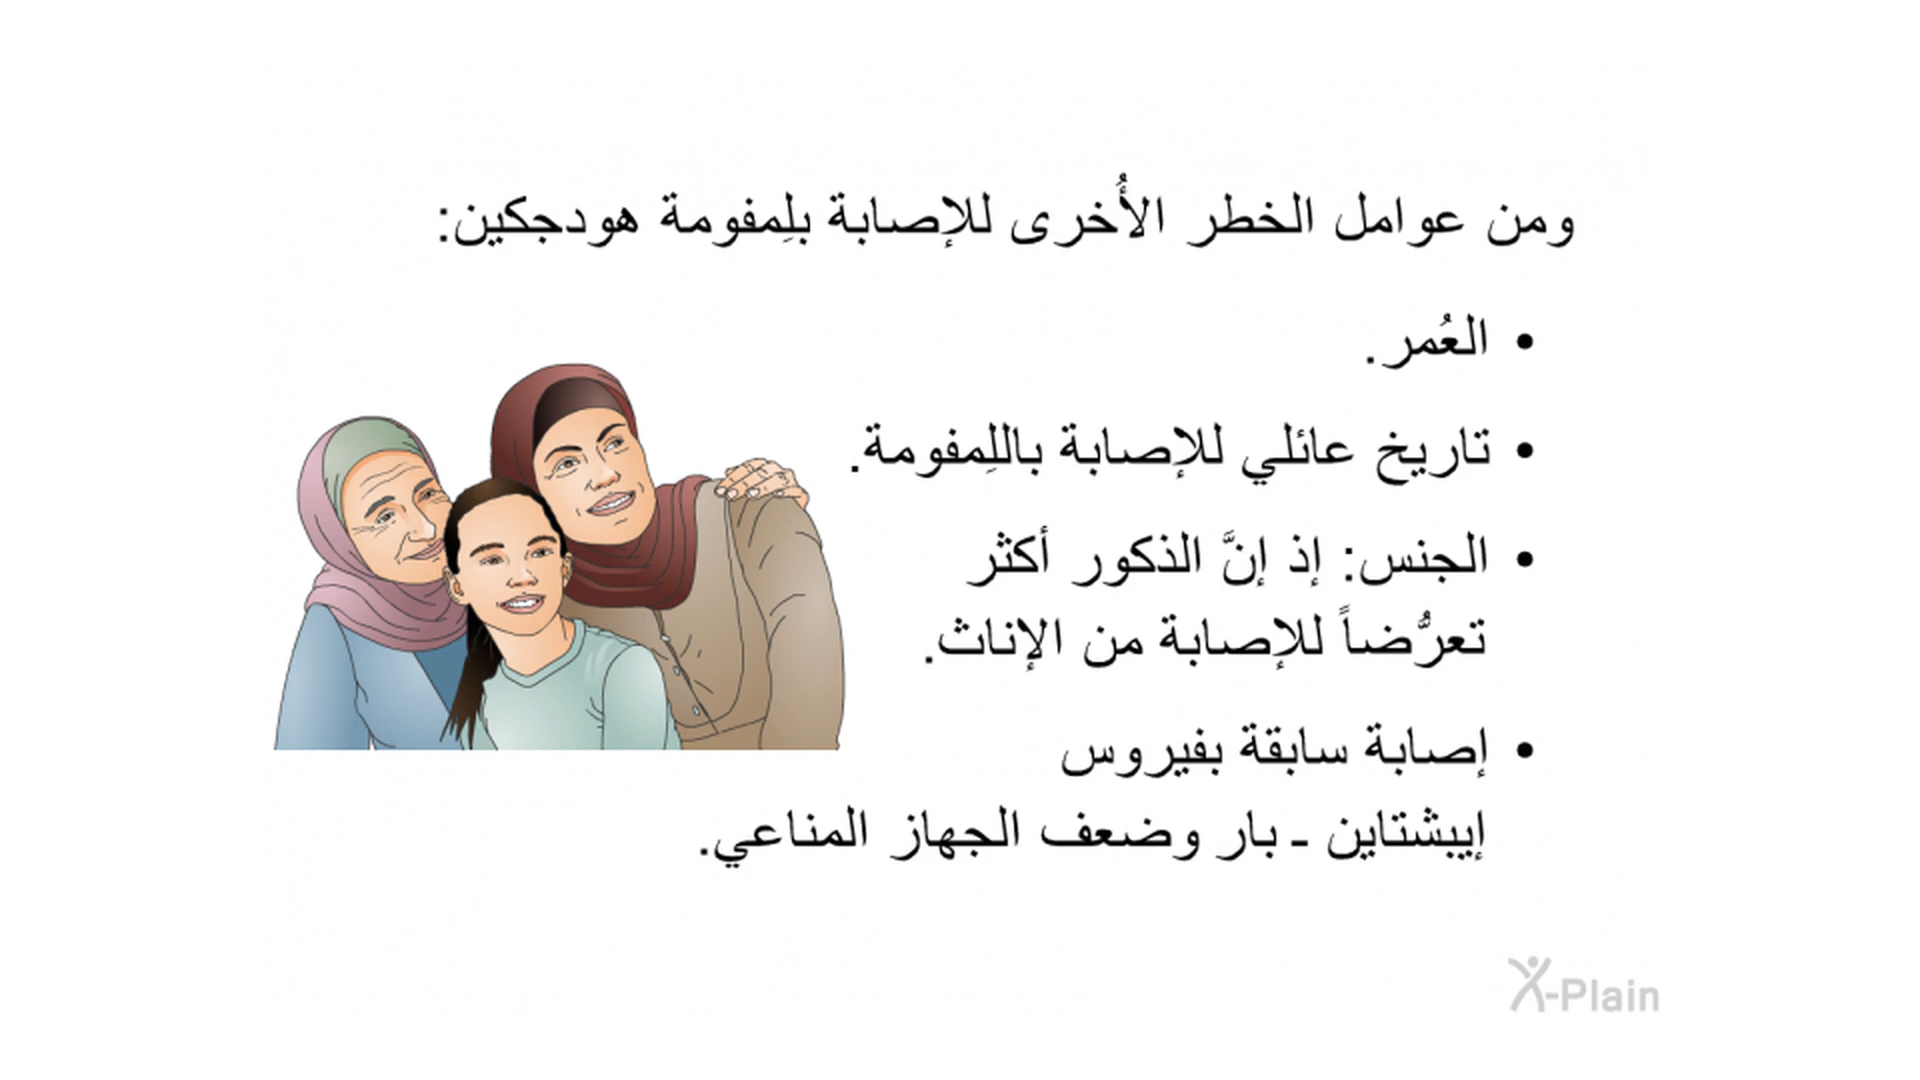 ومن عوامل الخطر الأُخرى للإصابة بلِمفومة هودجكين:
• العُمر.
• تاريخ عائلي للإصابة باللِمفومة.
• الجنس: إذ إنَّ الذكور أكثر
تعرُّضاً للإصابة من الإناث.
• إصابة سابقة بفيروس
إيبشتاين ـ بار وضعف الجهاز المناعي.
X-Plain